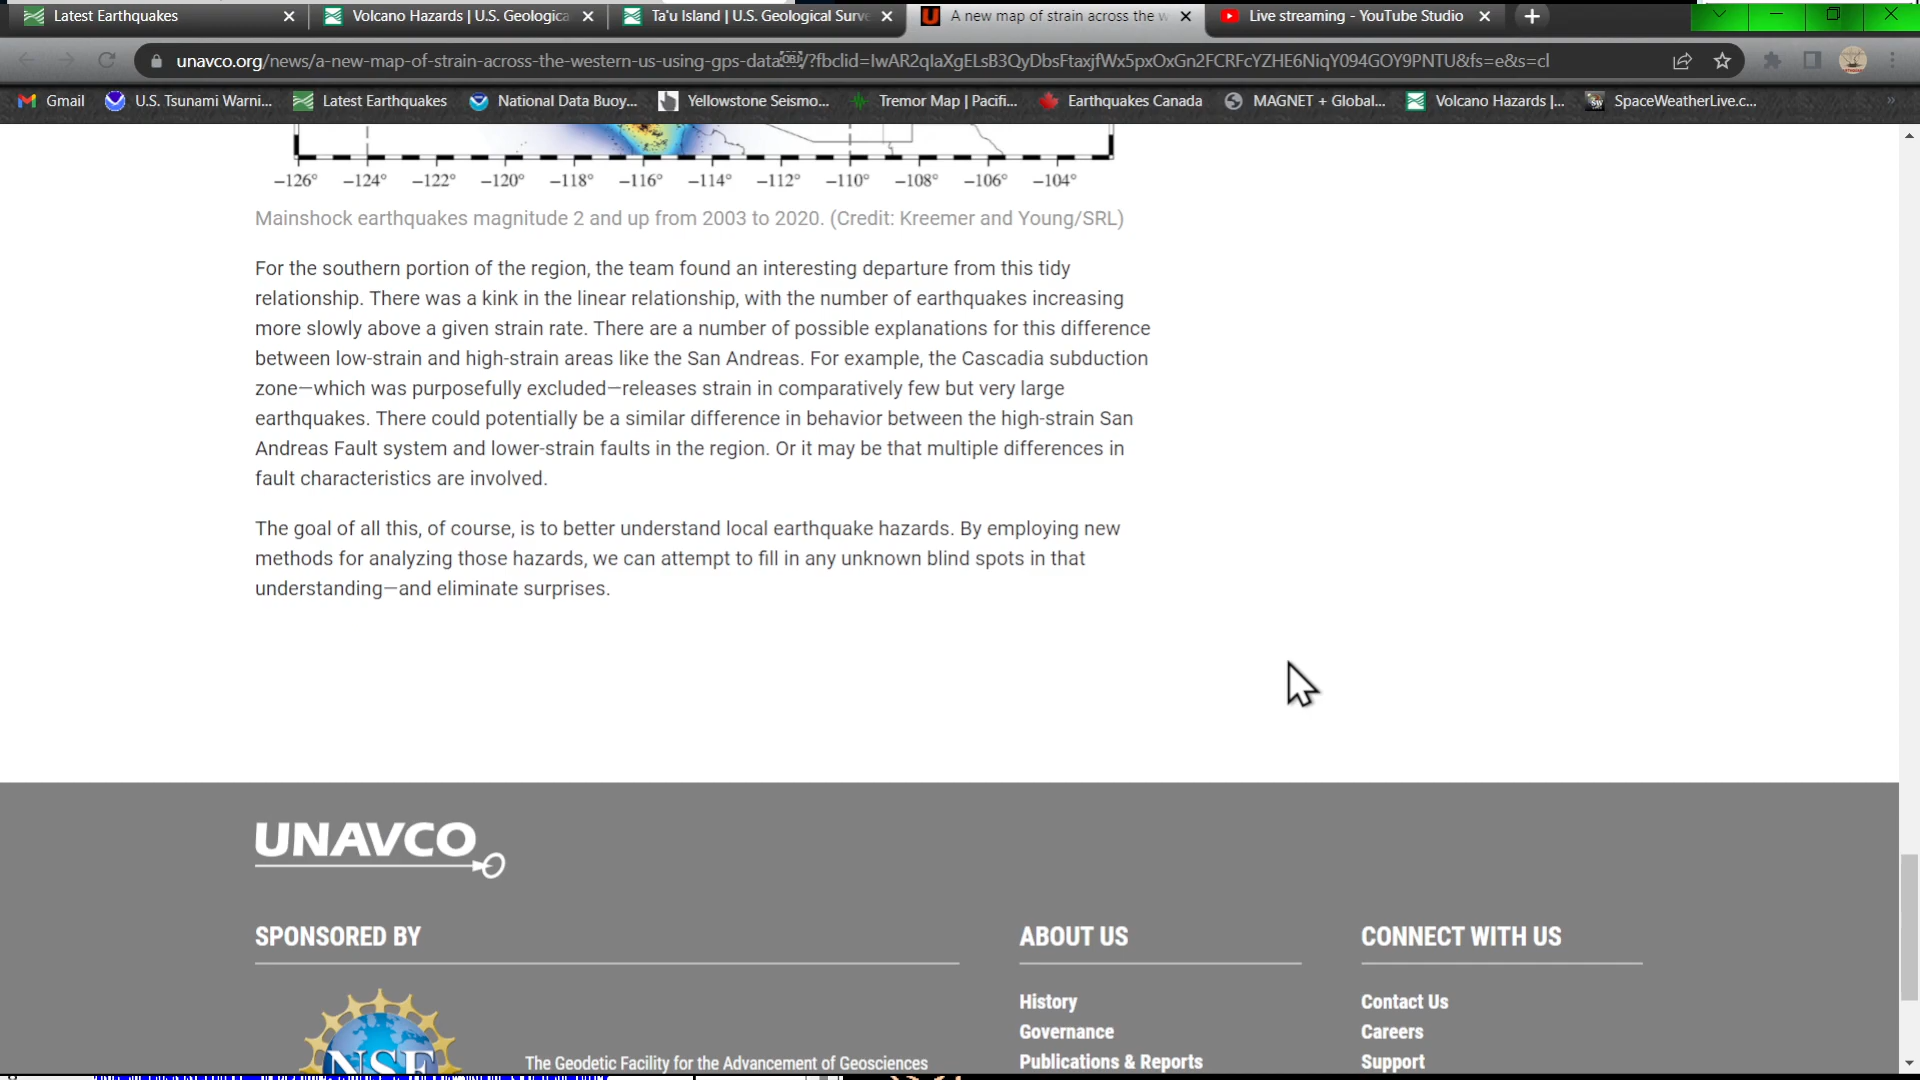 Latest Earthquakes
Volcano Hazards | U.S. Geologica
Ta'u Island | U.S. Geological Surve
A new map of strain across the w
Live streaming - YouTube Studio
unavco.org/news/a-new-map-of-strain-across-the-western-us-using-gps-data/?fbclid=IwAR2qIaXgELsB3QyDbsFtaxjfWx5pxOxGn2FCRFcYZHE6NiqY094GOY9PNTU&fs=e&s=cl
Gmail
U.S. Tsunami Warni...
Latest Earthquakes
National Data Buoy...
Yellowstone Seismo...
Tremor Map | Pacifi...
Earthquakes Canada
MAGNET + Global...
Volcano Hazards |...
SpaceWeatherLive.c...
−126° −124° −122° −120° −118° −116° −114° −112° −110° −108° −106° −104°
Mainshock earthquakes magnitude 2 and up from 2003 to 2020. (Credit: Kreemer and Young/SRL)
For the southern portion of the region, the team found an interesting departure from this tidy
relationship. There was a kink in the linear relationship, with the number of earthquakes increasing
more slowly above a given strain rate. There are a number of possible explanations for this difference
between low-strain and high-strain areas like the San Andreas. For example, the Cascadia subduction
zone—which was purposefully excluded—releases strain in comparatively few but very large
earthquakes. There could potentially be a similar difference in behavior between the high-strain San
Andreas Fault system and lower-strain faults in the region. Or it may be that multiple differences in
fault characteristics are involved.
The goal of all this, of course, is to better understand local earthquake hazards. By employing new
methods for analyzing those hazards, we can attempt to fill in any unknown blind spots in that
understanding—and eliminate surprises.
UNAVCO
SPONSORED BY
NSF
The Geodetic Facility for the Advancement of Geosciences
ABOUT US
History
Governance
Publications & Reports
CONNECT WITH US
Contact Us
Careers
Support